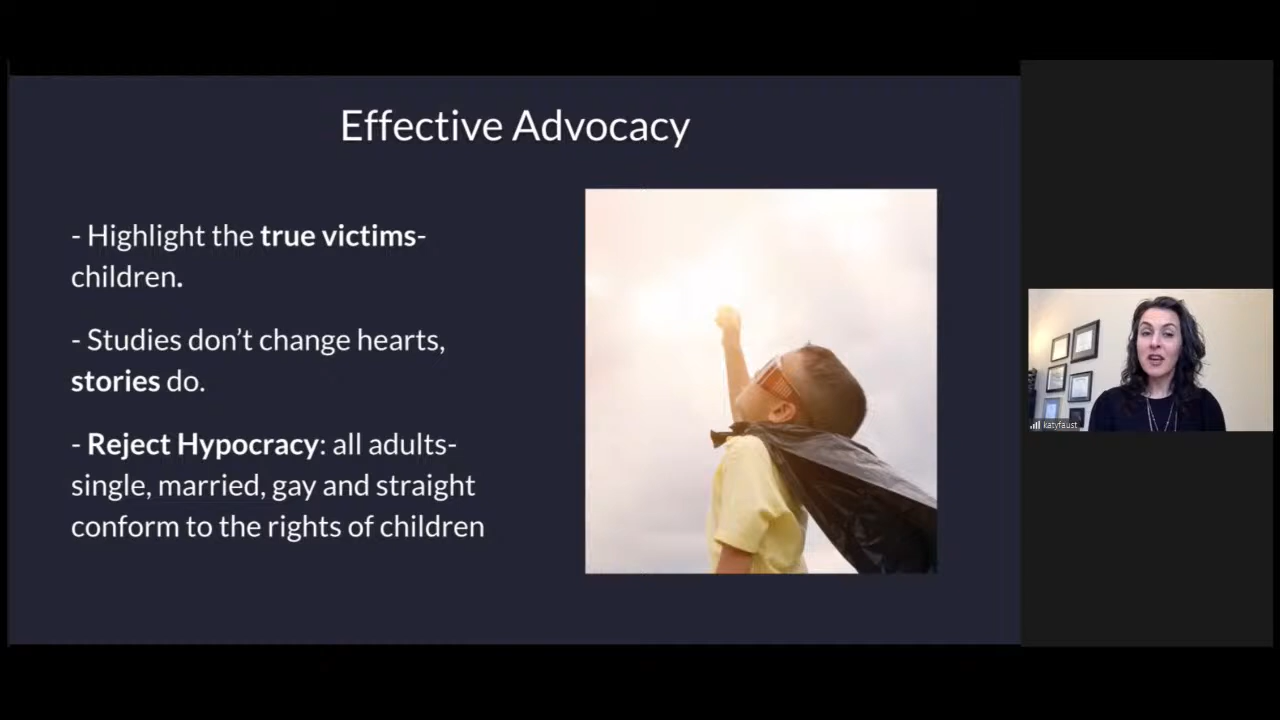 Effective Advocacy
- Highlight the true victims-
children.
- Studies don’t change hearts,
stories do.
- Reject Hypocracy: all adults-
single, married, gay and straight
conform to the rights of children
katyfaust